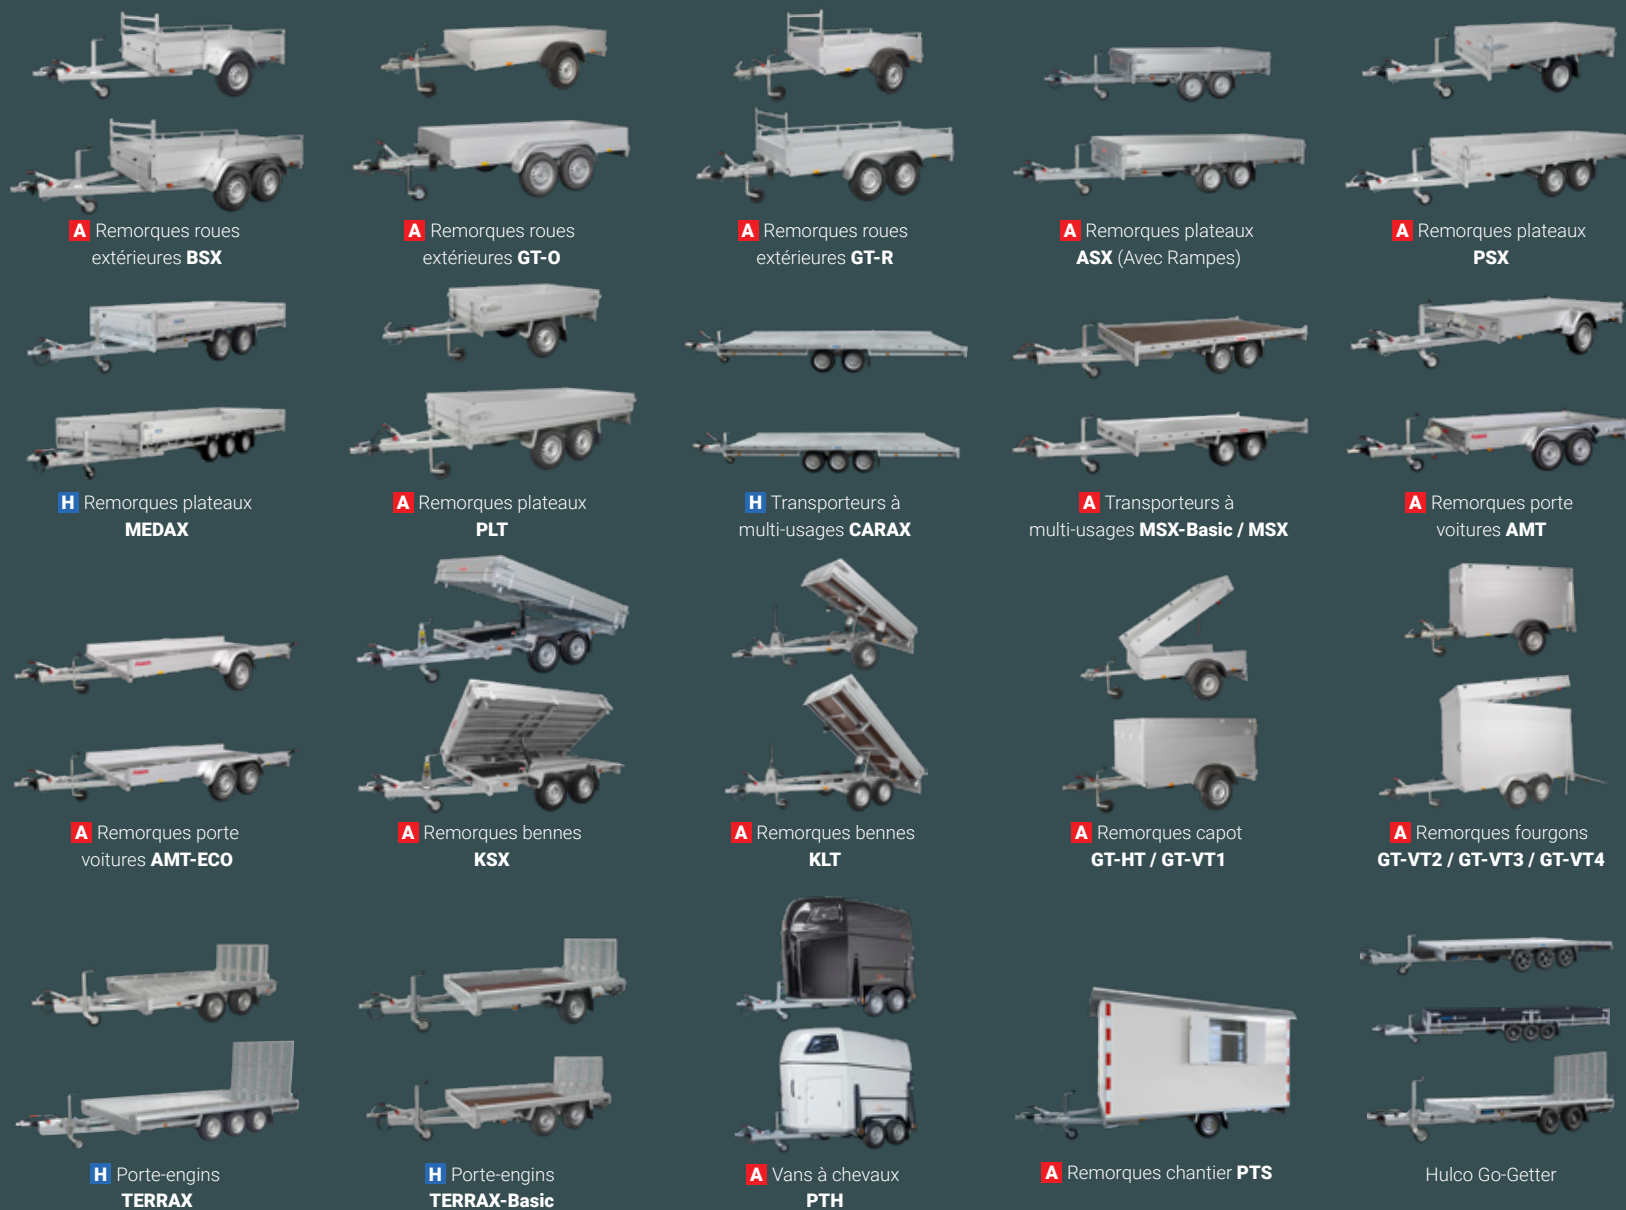 A Remorques roues
extérieures BSX
A Remorques roues
extérieures GT-O
A Remorques roues
extérieures GT-R
A Remorques plateaux
ASX (Avec Rampes)
A Remorques plateaux
PSX
H Remorques plateaux
MEDAX
A Remorques plateaux
PLT
H Transporteurs à
multi-usages CARAX
A Transporteurs à
multi-usages MSX-Basic / MSX
A Remorques porte
voitures AMT
A Remorques porte
voitures AMT-ECO
A Remorques bennes
KSX
A Remorques bennes
KLT
A Remorques capot
GT-HT / GT-VT1
A Remorques fourgons
GT-VT2 / GT-VT3 / GT-VT4
H Porte-engins
TERRAX
H Porte-engins
TERRAX-Basic
A Vans à chevaux
PTH
A Remorques chantier PTS
Hulco Go-Getter